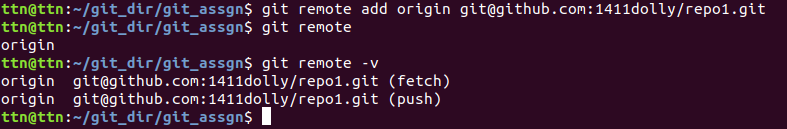 ttn@ttn:~/git_dir/git_assgn$ git remote add origin git@github.com:1411dolly/repo1.git
ttn@ttn:~/git_dir/git_assgn$ git remote
origin
ttn@ttn:~/git_dir/git_assgn$ git remote -v
origin  git@github.com:1411dolly/repo1.git (fetch)
origin  git@github.com:1411dolly/repo1.git (push)
ttn@ttn:~/git_dir/git_assgn$